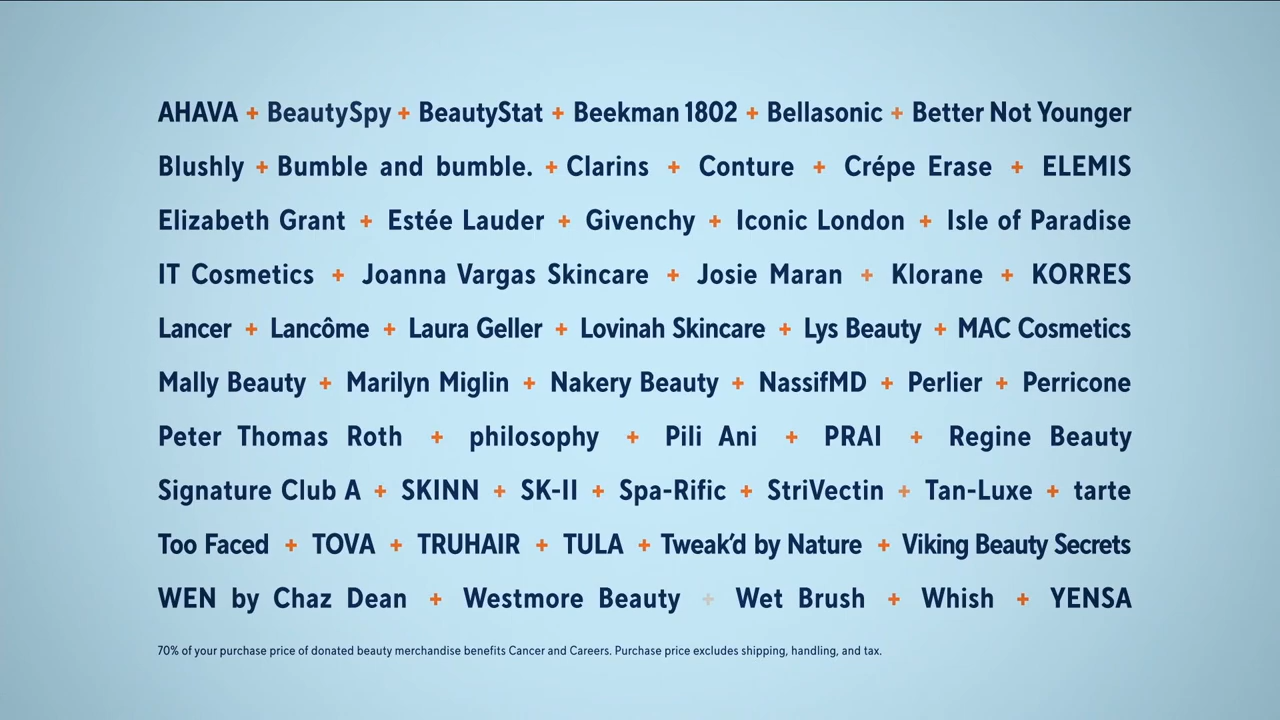 AHAVA + BeautySpy + BeautyStat + Beekman 1802 + Bellasonic + Better Not Younger
Blushly + Bumble and bumble. + Clarins + Conture + Crépe Erase + ELEMIS
Elizabeth Grant + Estée Lauder + Givenchy + Iconic London + Isle of Paradise
IT Cosmetics + Joanna Vargas Skincare + Josie Maran + Klorane + KORRES
Lancer + Lancôme + Laura Geller + Lovinah Skincare + Lys Beauty + MAC Cosmetics
Mally Beauty + Marilyn Miglin + Nakery Beauty + NassifMD + Perlier + Perricone
Peter Thomas Roth + philosophy + Pili Ani + PRAI + Regine Beauty
Signature Club A + SKINN + SK-II + Spa-Rific + StriVectin + Tan-Luxe + tarte
Too Faced + TOVA + TRUHAIR + TULA + Tweak'd by Nature + Viking Beauty Secrets
WEN by Chaz Dean + Westmore Beauty + Wet Brush + Whish + YENSA
70% of your purchase price of donated beauty merchandise benefits Cancer and Careers. Purchase price excludes shipping, handling, and tax.